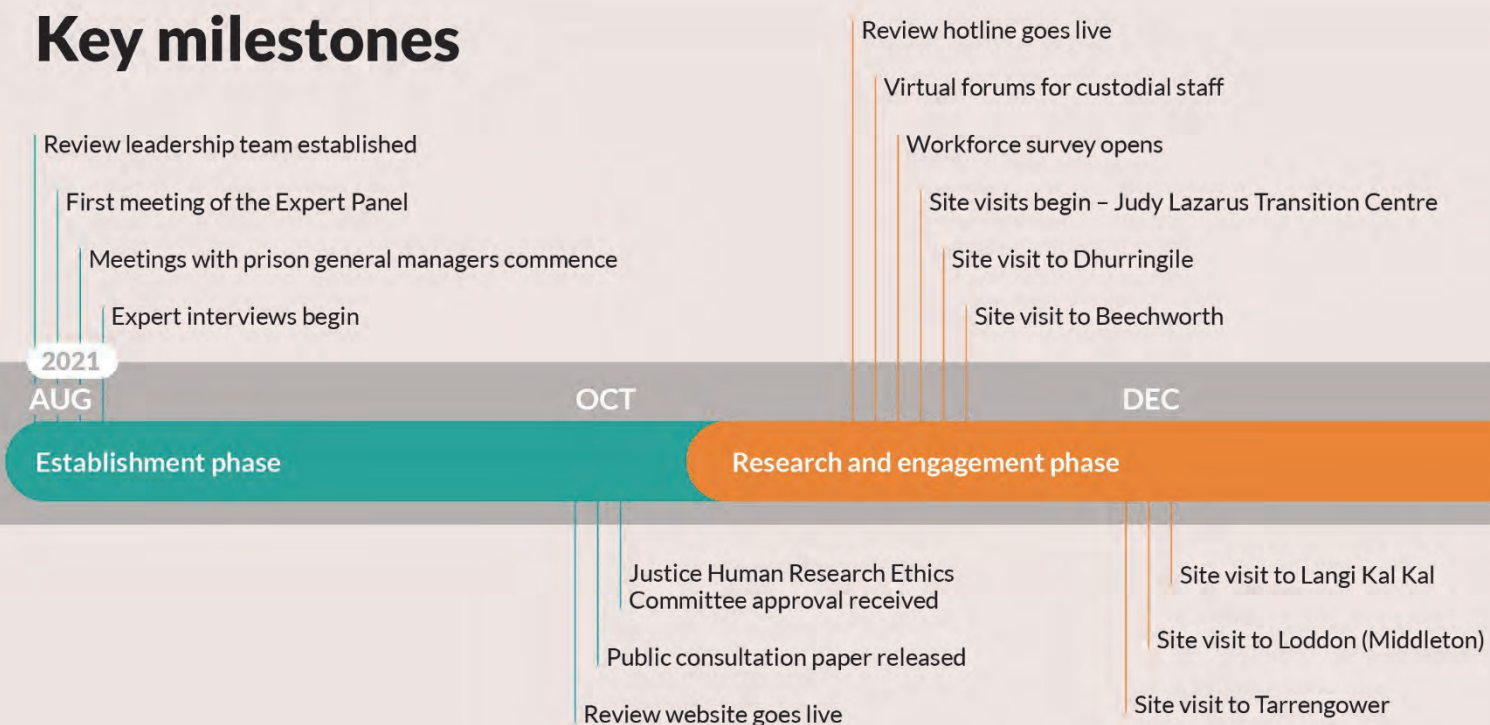 Key milestones
Review leadership team established
First meeting of the Expert Panel
Meetings with prison general managers commence
Expert interviews begin
Review hotline goes live
Virtual forums for custodial staff
Workforce survey opens
Site visits begin – Judy Lazarus Transition Centre
Site visit to Dhurringile
Site visit to Beechworth
2021
AUG
OCT
DEC
Establishment phase
Research and engagement phase
Justice Human Research Ethics
Committee approval received
Public consultation paper released
Review website goes live
Site visit to Langi Kal Kal
Site visit to Loddon (Middleton)
Site visit to Tarrengower